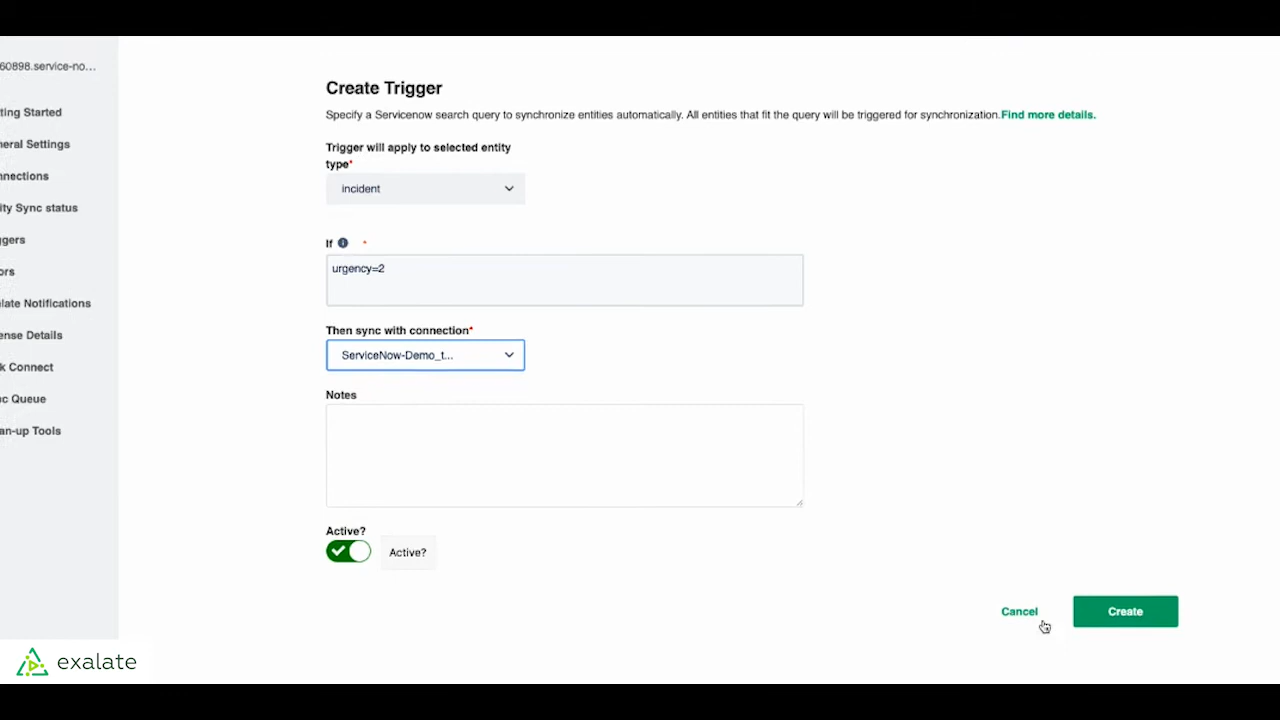 60898.service-no...
ting Started
neral Settings
nnections
ity Sync status
ggers
ors
late Notifications
ense Details
k Connect
c Queue
an-up Tools
Create Trigger
Specify a Servicenow search query to synchronize entities automatically. All entities that fit the query will be triggered for synchronization.Find more details.
Trigger will apply to selected entity
type*
incident
If *
urgency=2
Then sync with connection*
ServiceNow-Demo_t...
Notes
Active?
Active?
Cancel
Create
exalate